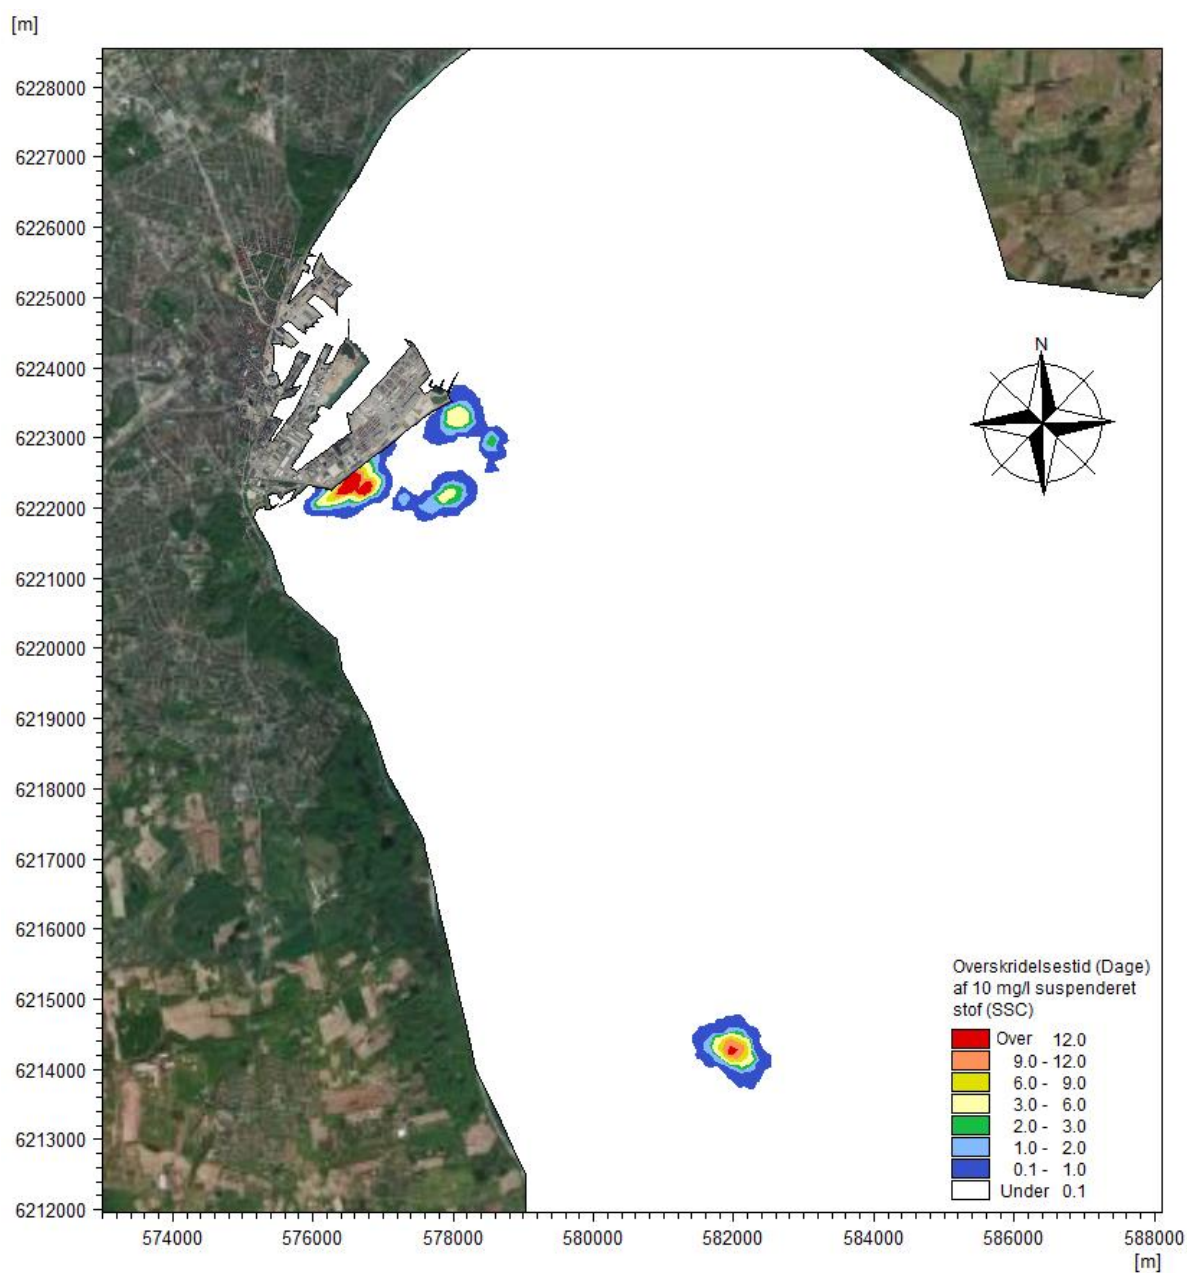 [m]
6228000
6227000
6226000
6225000
6224000
6223000
6222000
6221000
6220000
6219000
6218000
6217000
6216000
6215000
6214000
6213000
6212000
N
Overskridelsestid (Dage)
af 10 mg/l suspenderet
stof (SSC)
Over 12.0
9.0 - 12.0
6.0 - 9.0
3.0 - 6.0
2.0 - 3.0
1.0 - 2.0
0.1 - 1.0
Under 0.1
574000 576000 578000 580000 582000 584000 586000 588000
[m]